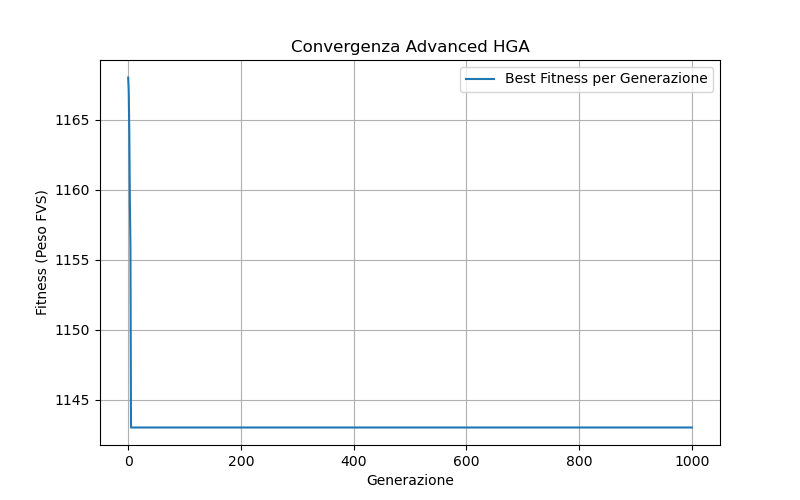 Convergenza Advanced HGA
Best Fitness per Generazione
Fitness (Peso FVS)
1165
1160
1155
1150
1145
0 200 400 600 800 1000
Generazione